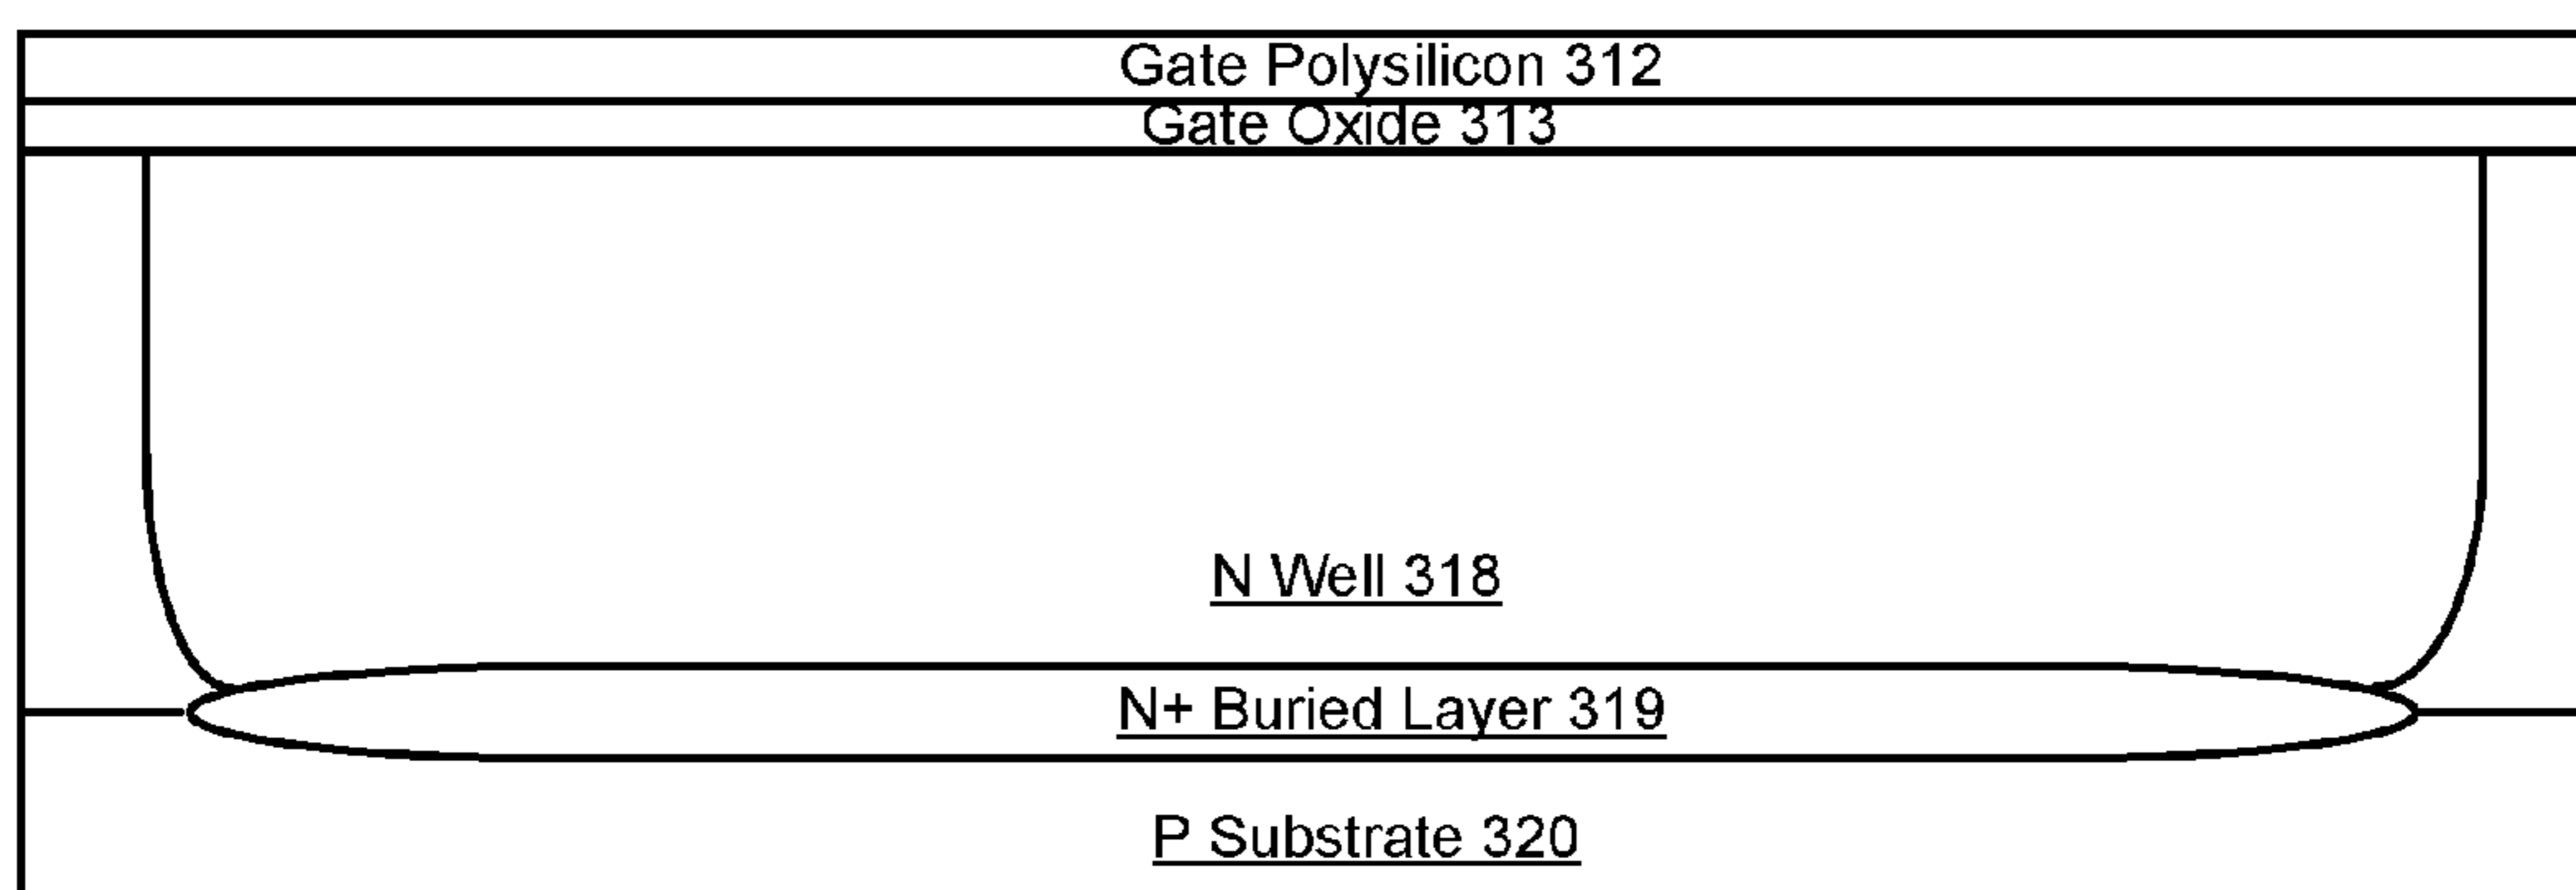 Gate Polysilicon 312
Gate Oxide 313
N Well 318
N+ Buried Layer 319
P Substrate 320